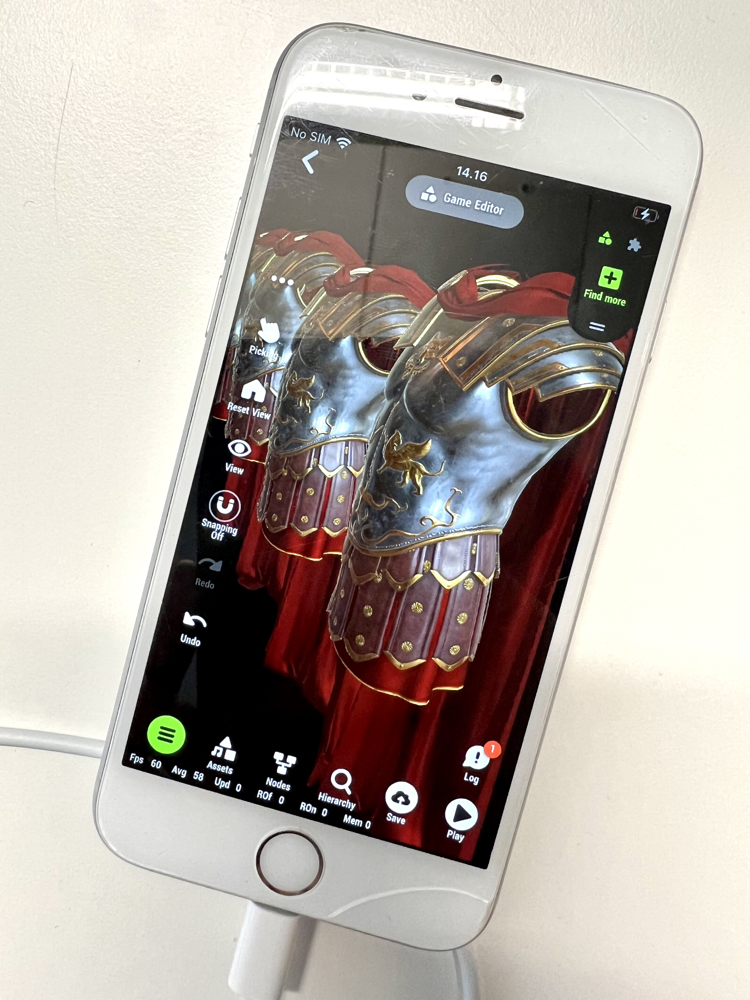 No SIM
14.16
Game Editor
Find more
Picking
Reset View
View
Snapping
Off
Redo
Undo
Assets
Nodes
Hierarchy
Save
1
Log
Play
Fps 60 Avg 58 Upd 0 ROf 0 ROn 0 Mem 0